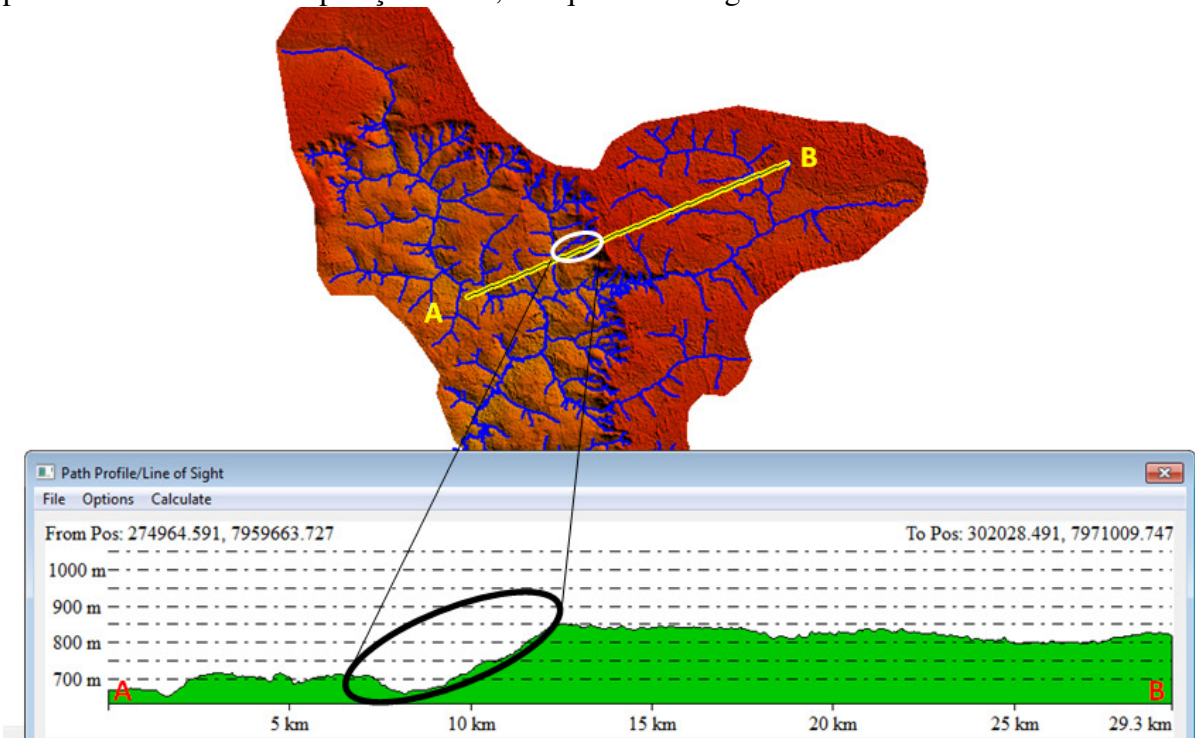 B
A
Path Profile/Line of Sight
File Options Calculate
From Pos: 274964.591, 7959663.727 To Pos: 302028.491, 7971009.747
1000 m
900 m
800 m
700 m
A B
5 km 10 km 15 km 20 km 25 km 29.3 km